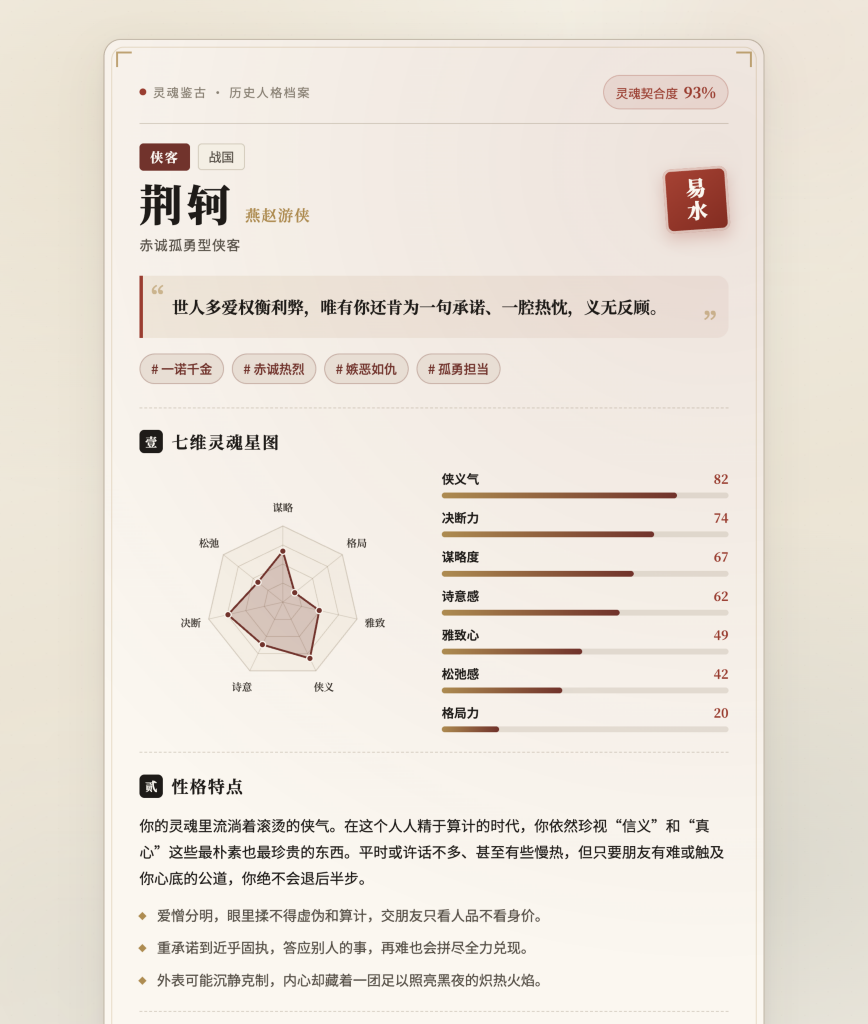 灵魂鉴古 · 历史人格档案
灵魂契合度 93%
侠客 战国
荆轲 燕赵游侠
赤诚孤勇型侠客
易水
“世人多爱权衡利弊，唯有你还肯为一句承诺、一腔热忱，义无反顾。”
# 一诺千金 # 赤诚热烈 # 嫉恶如仇 # 孤勇担当
壹 七维灵魂星图
谋略
格局
雅致
侠义
诗意
决断
松弛
侠义气 82
决断力 74
谋略度 67
诗意感 62
雅致心 49
松弛感 42
格局力 20
贰 性格特点
你的灵魂里流淌着滚烫的侠气。在这个人人精于算计的时代，你依然珍视“信义”和“真
心”这些最朴素也最珍贵的东西。平时或许话不多、甚至有些慢热，但只要朋友有难或触及
你心底的公道，你绝不会退后半步。
爱憎分明，眼里揉不得虚伪和算计，交朋友只看人品不看身价。
重承诺到近乎固执，答应别人的事，再难也会拼尽全力兑现。
外表可能沉静克制，内心却藏着一团足以照亮黑夜的炽热火焰。